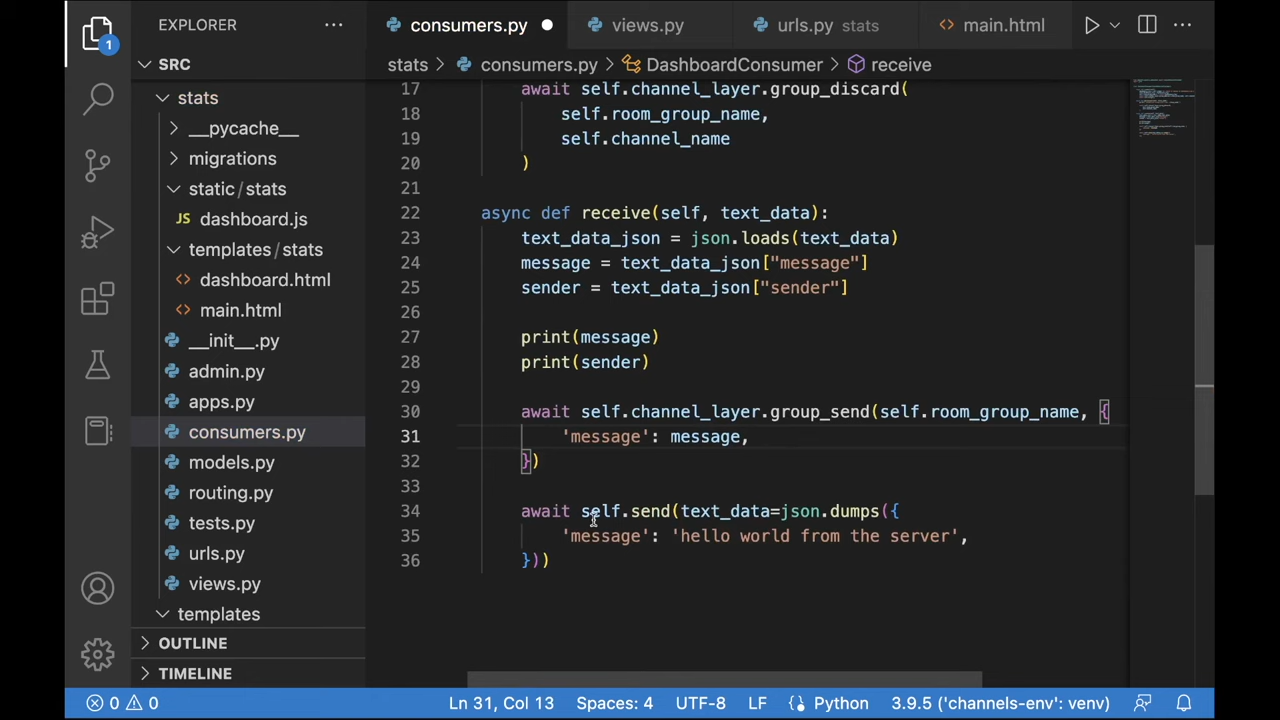 EXPLORER
SRC
stats
__pycache__
migrations
static / stats
JS dashboard.js
templates / stats
dashboard.html
main.html
__init__.py
admin.py
apps.py
consumers.py
models.py
routing.py
tests.py
urls.py
views.py
templates
OUTLINE
TIMELINE
1
consumers.py
views.py
urls.py stats
main.html
stats > consumers.py > DashboardConsumer > receive
17 await self.channel_layer.group_discard(
18 self.room_group_name,
19 self.channel_name
20 )
21
22 async def receive(self, text_data):
23 text_data_json = json.loads(text_data)
24 message = text_data_json["message"]
25 sender = text_data_json["sender"]
26
27 print(message)
28 print(sender)
29
30 await self.channel_layer.group_send(self.room_group_name, {
31 'message': message,
32 })
33
34 await self.send(text_data=json.dumps({
35 'message': 'hello world from the server',
36 }))
0 0 Ln 31, Col 13 Spaces: 4 UTF-8 LF Python 3.9.5 ('channels-env': venv)